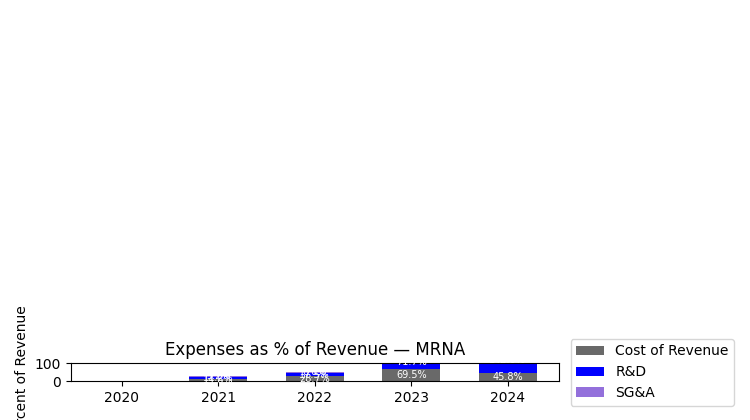 Expenses as % of Revenue — MRNA
cent of Revenue
100
0
69.5%
45.8%
2020
2021
2022
2023
2024
Cost of Revenue
R&D
SG&A